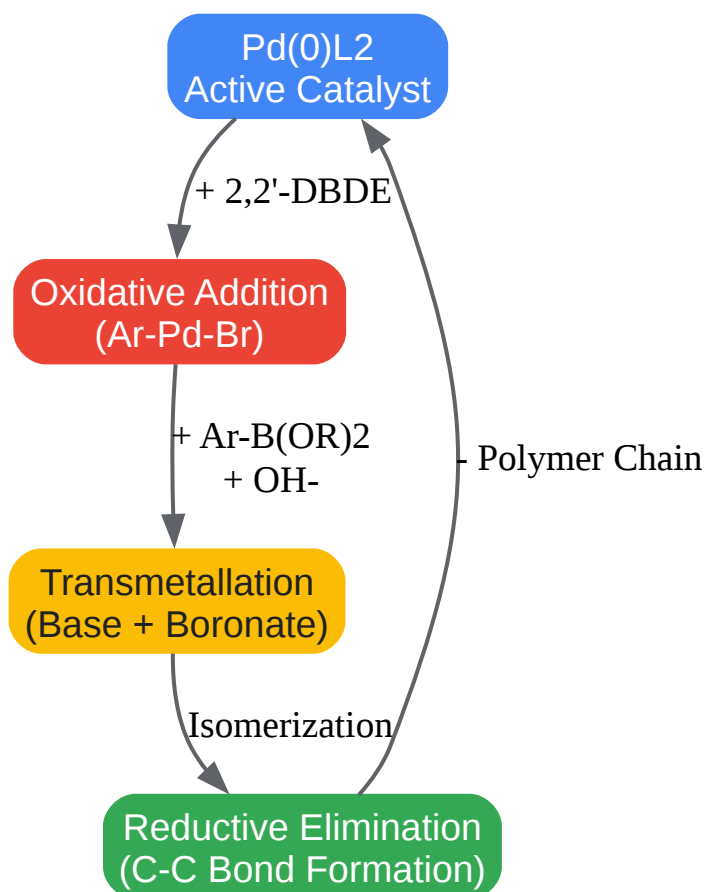 Pd(0)L2
Active Catalyst
+ 2,2'-DBDE
Oxidative Addition
(Ar-Pd-Br)
+ Ar-B(OR)2
+ OH-
- Polymer Chain
Transmetallation
(Base + Boronate)
Isomerization
Reductive Elimination
(C-C Bond Formation)